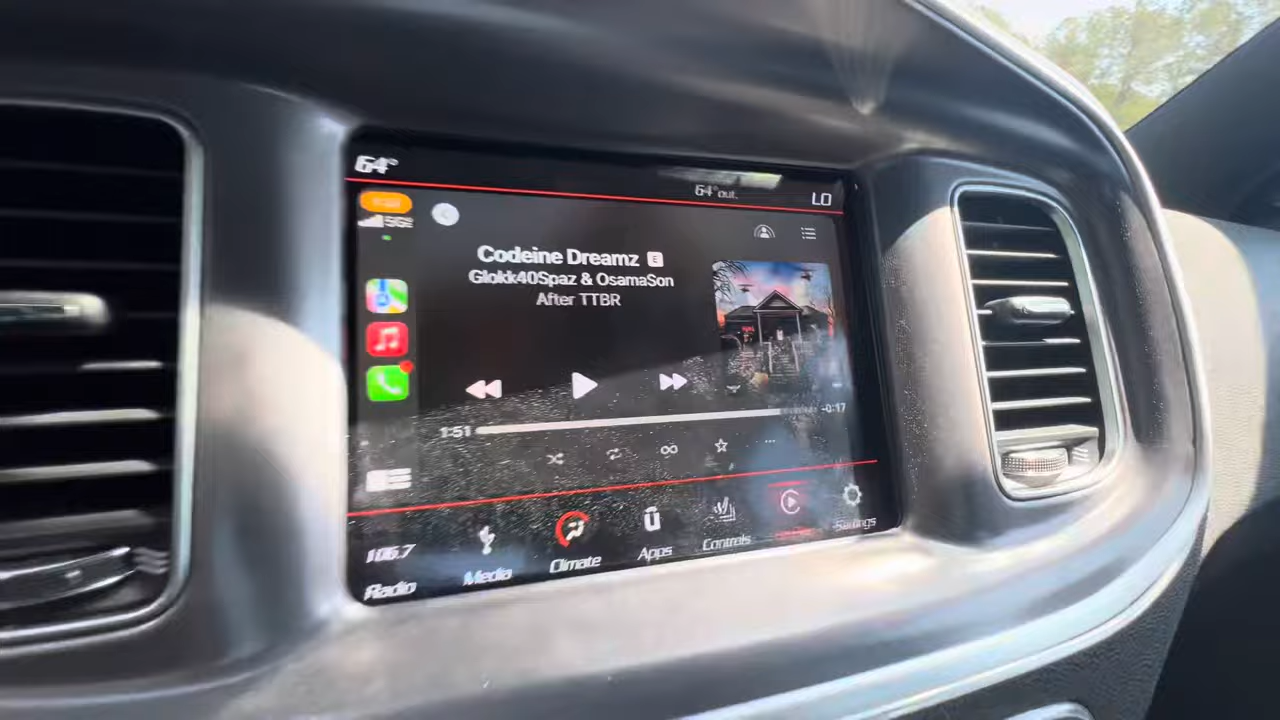 64°
64°out.
LO
5G
Codeine Dreamz E
Glokk40Spaz & OsamaSon
After TTBR
1:51
-0:17
106.7
Radio
Media
Climate
Apps
Controls
Settings